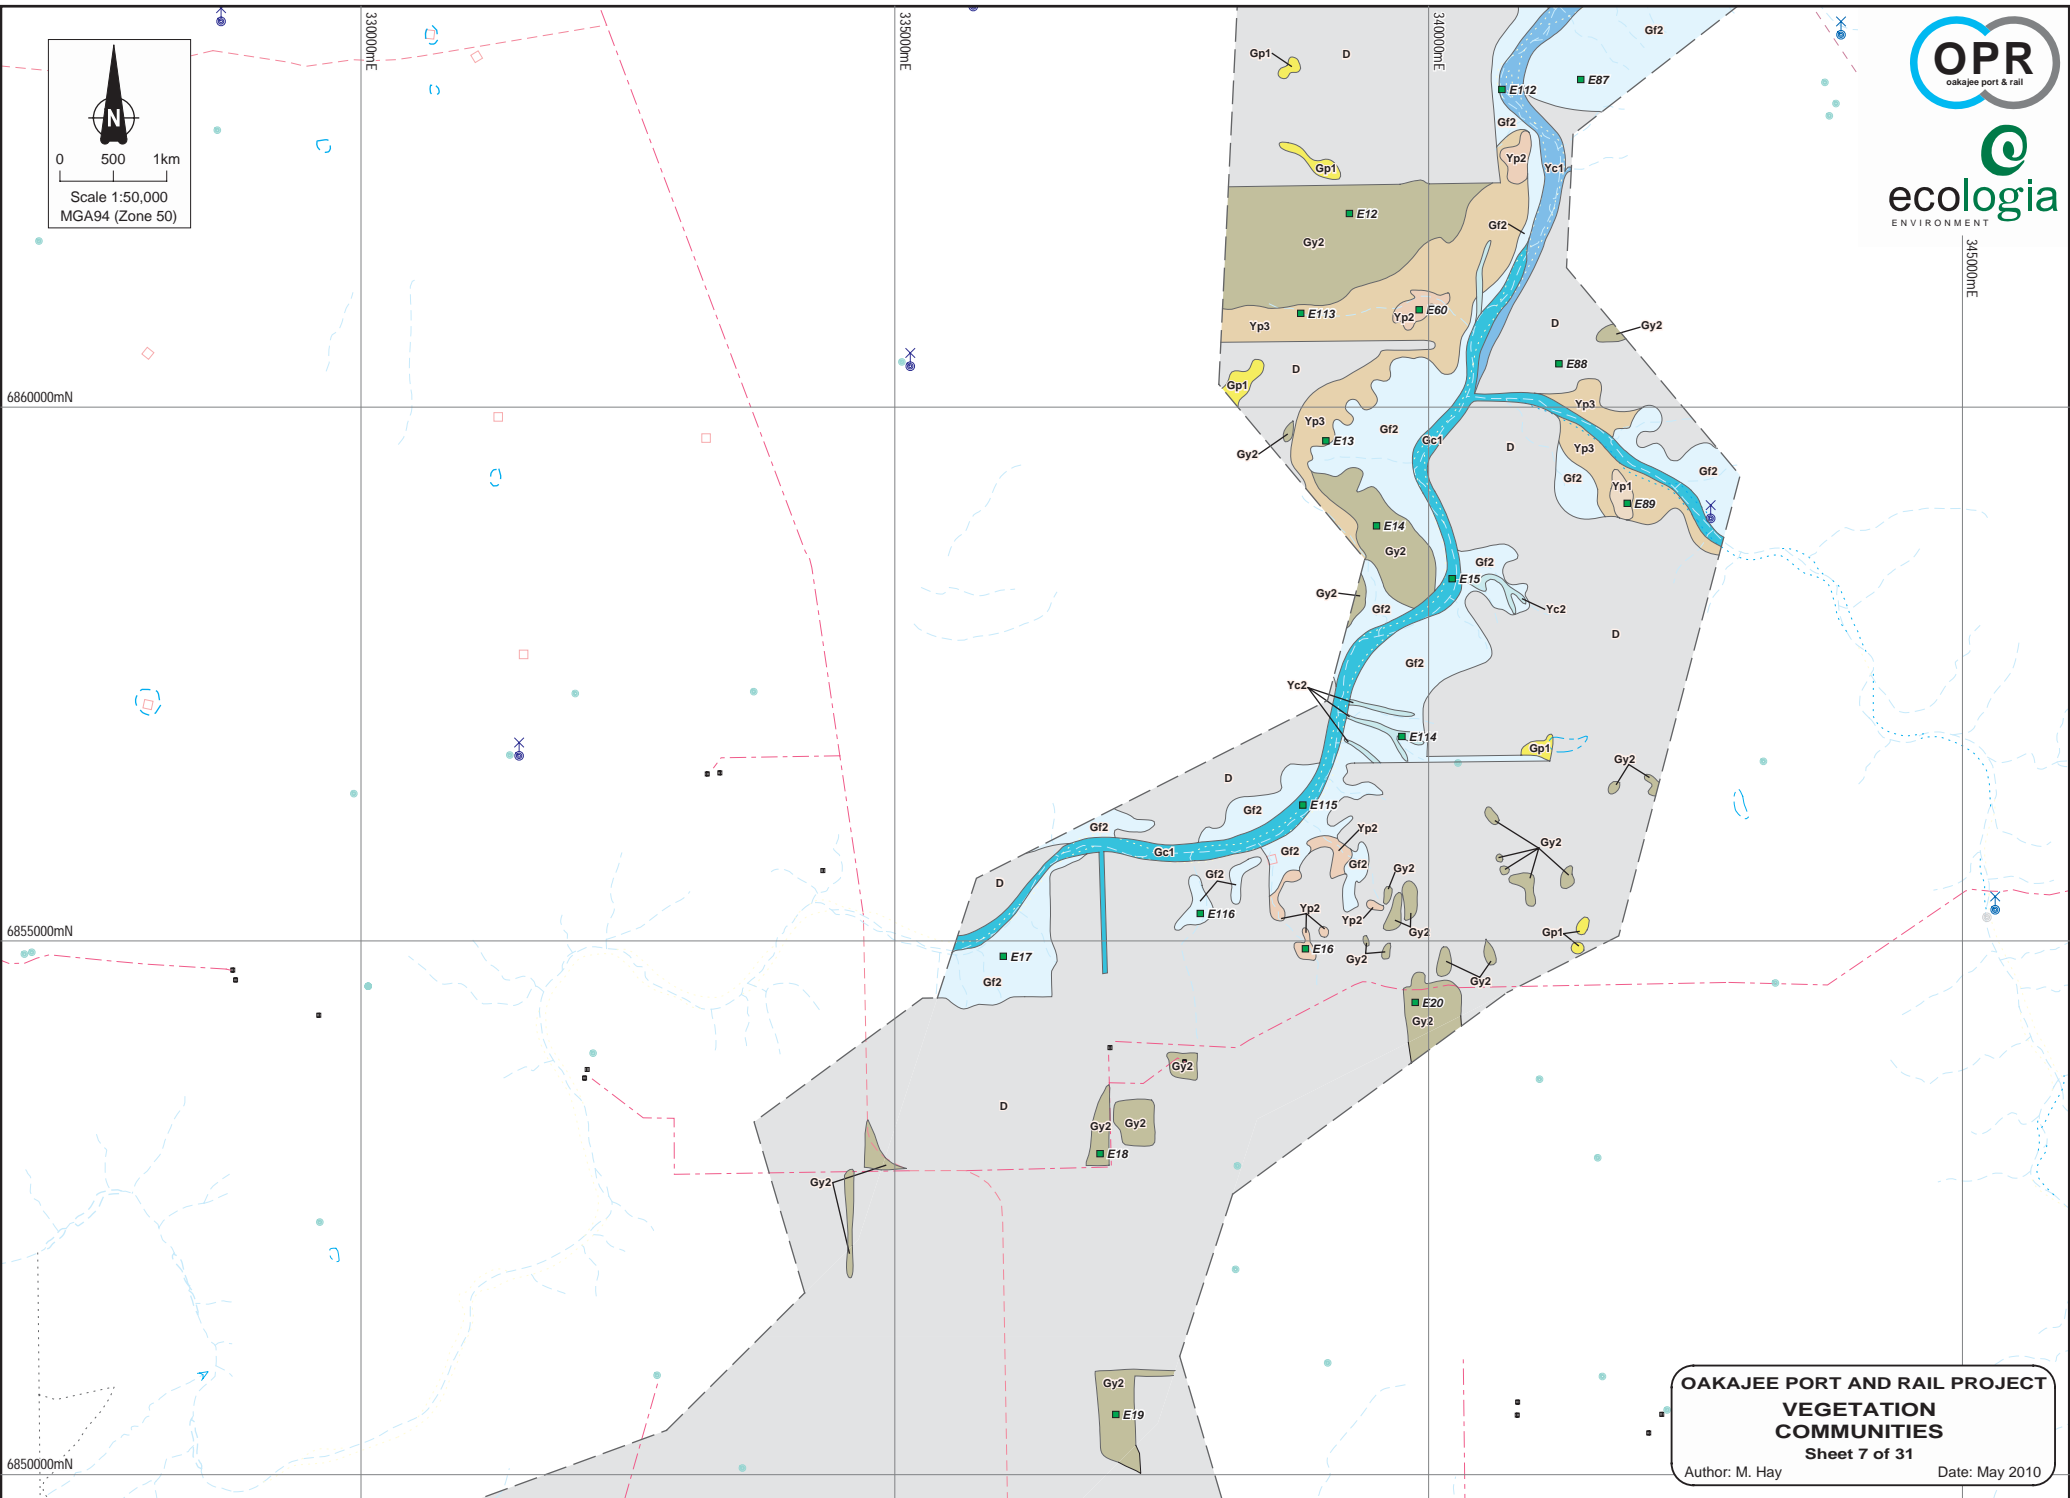 330000mE
335000mE
340000mE
345000mE
N
0 500 1km
Scale 1:50,000
MGA94 (Zone 50)
OPR
oakajee port & rail
ecologia
ENVIRONMENT
Gp1
D
Gf2
E87
E112
Gf2
Yp2
Yc1
Gp1
E12
Gy2
Gf2
E113
Yp2
E60
Yp3
D
Gy2
D
E88
Gp1
6860000mN
Yp3
Yp3
E13
Gf2
Gc1
D
Yp3
Gy2
Gf2
Gf2
Yp1
E89
E14
Gy2
Gf2
E15
Gy2
Gf2
Yc2
D
Gf2
Yc2
E114
Gp1
Gy2
D
E115
Gf2
Gf2
Yp2
Gc1
Gf2
Gf2
Gy2
Gy2
D
Gf2
E116
Yp2
Yp2
Gy2
Gp1
6855000mN
E17
E16
Gy2
Gf2
Gy2
E20
Gy2
Gy2
D
Gy2
Gy2
E18
Gy2
Gy2
E19
6850000mN
OAKAJEE PORT AND RAIL PROJECT
VEGETATION
COMMUNITIES
Sheet 7 of 31
Author: M. Hay Date: May 2010